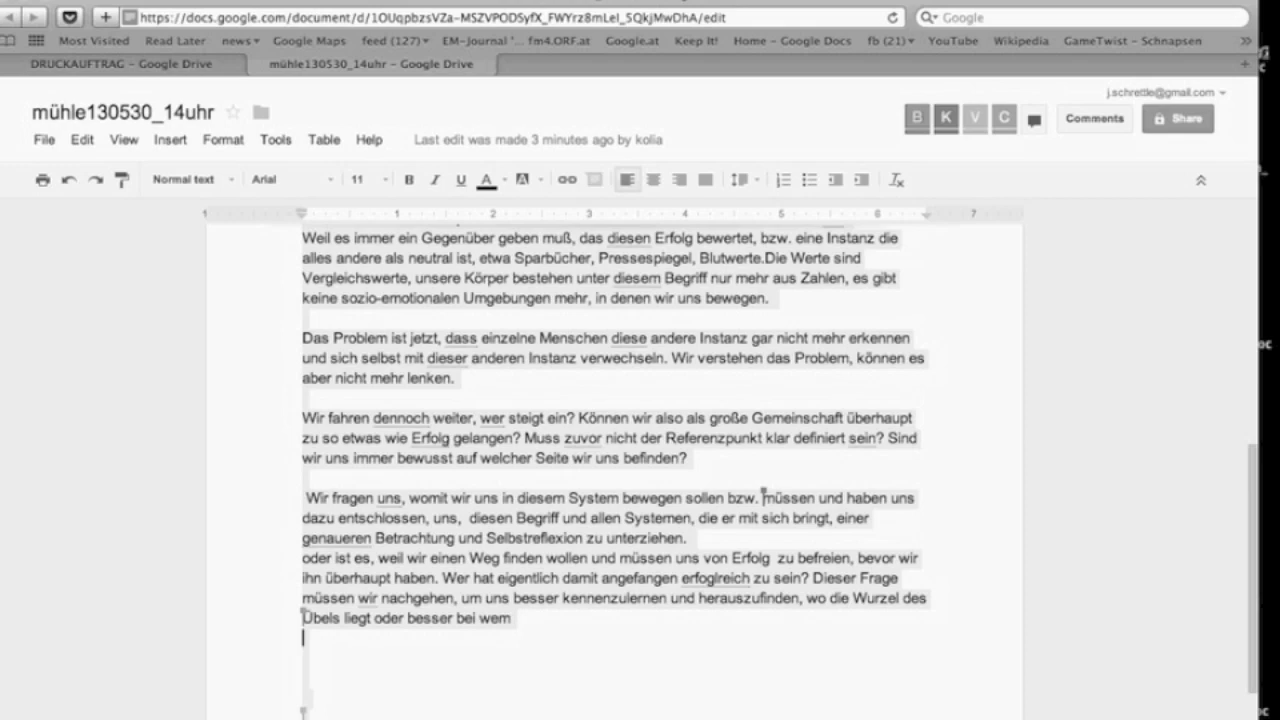 https://docs.google.com/document/d/1OUqpbzsVZa-MSZVPODSyfX_FWYrz8mLeI_5QkjMwDhA/edit
Google
Most Visited Read Later news Google Maps feed (127) EM-Journal '... fm4.ORF.at Google.at Keep It! Home - Google Docs fb (21) YouTube Wikipedia GameTwist - Schnapsen
DRUCKAUFTRAG - Google Drive mühle130530_14uhr - Google Drive
j.schrettle@gmail.com
mühle130530_14uhr B K V C Comments Share
File Edit View Insert Format Tools Table Help Last edit was made 3 minutes ago by kolia
Normal text Arial 11 B I U A A
1 1 2 3 4 5 6 7
Weil es immer ein Gegenüber geben muß, das diesen Erfolg bewertet, bzw. eine Instanz die
alles andere als neutral ist, etwa Sparbücher, Pressespiegel, Blutwerte.Die Werte sind
Vergleichswerte, unsere Körper bestehen unter diesem Begriff nur mehr aus Zahlen, es gibt
keine sozio-emotionalen Umgebungen mehr, in denen wir uns bewegen.
Das Problem ist jetzt, dass einzelne Menschen diese andere Instanz gar nicht mehr erkennen
und sich selbst mit dieser anderen Instanz verwechseln. Wir verstehen das Problem, können es
aber nicht mehr lenken.
Wir fahren dennoch weiter, wer steigt ein? Können wir also als große Gemeinschaft überhaupt
zu so etwas wie Erfolg gelangen? Muss zuvor nicht der Referenzpunkt klar definiert sein? Sind
wir uns immer bewusst auf welcher Seite wir uns befinden?
Wir fragen uns, womit wir uns in diesem System bewegen sollen bzw. müssen und haben uns
dazu entschlossen, uns, diesen Begriff und allen Systemen, die er mit sich bringt, einer
genaueren Betrachtung und Selbstreflexion zu unterziehen.
oder ist es, weil wir einen Weg finden wollen und müssen uns von Erfolg zu befreien, bevor wir
ihn überhaupt haben. Wer hat eigentlich damit angefangen erfoglreich zu sein? Dieser Frage
müssen wir nachgehen, um uns besser kennenzulernen und herauszufinden, wo die Wurzel des
Übels liegt oder besser bei wem